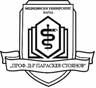 МЕДИЦИНСКИ УНИВЕРСИТЕТ
ВАРНА
"ПРОФ. Д-Р ПАРАСКЕВ СТОЯНОВ"